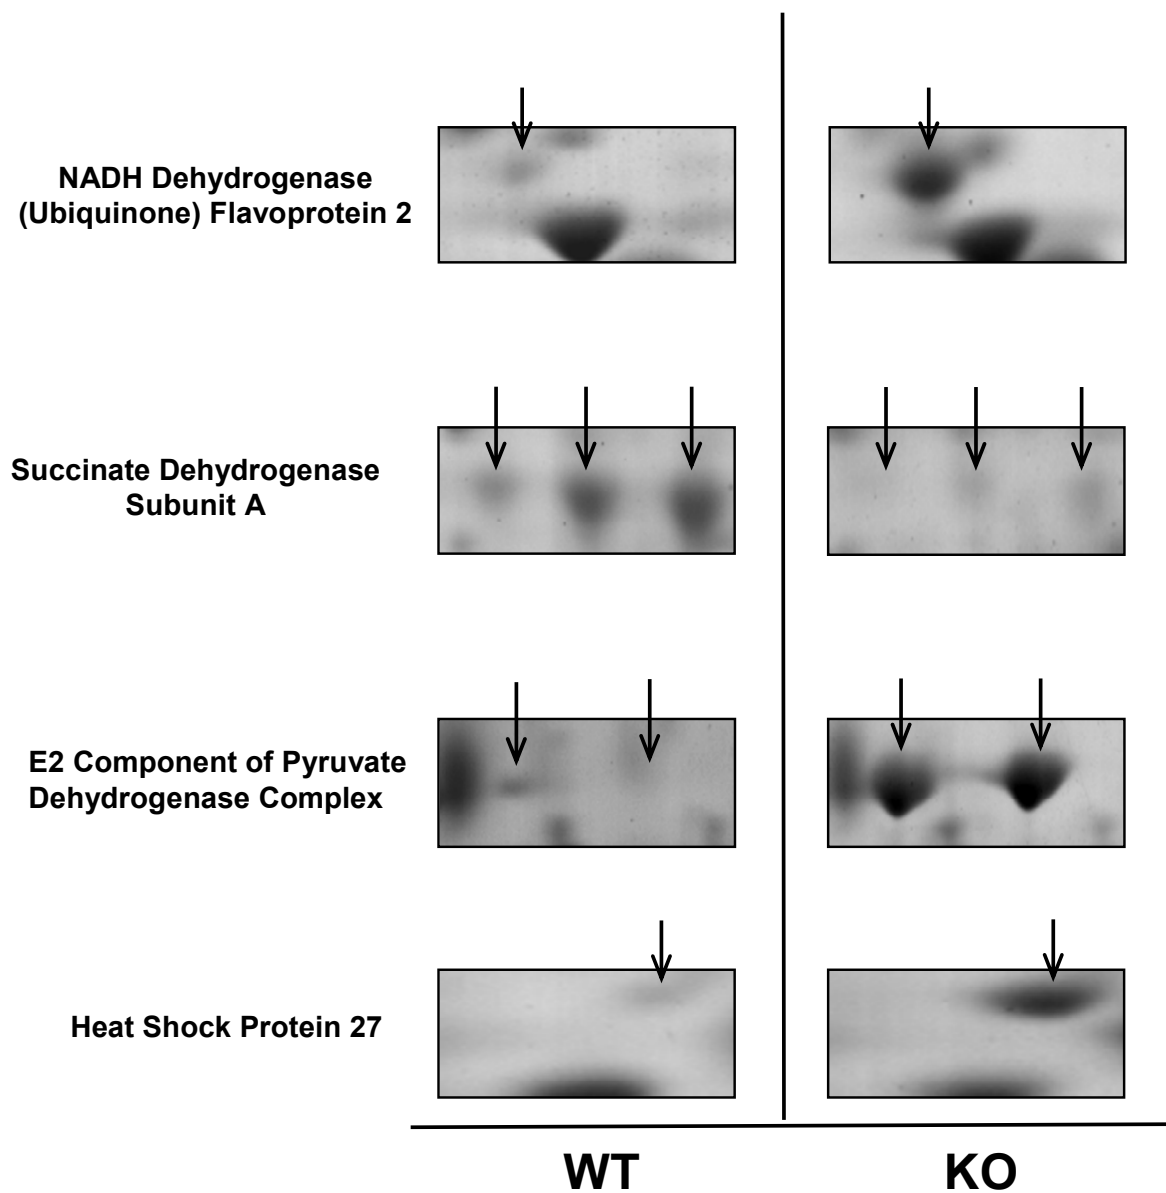 NADH Dehydrogenase
(Ubiquinone) Flavoprotein 2
Succinate Dehydrogenase
Subunit A
E2 Component of Pyruvate
Dehydrogenase Complex
Heat Shock Protein 27
WT
KO